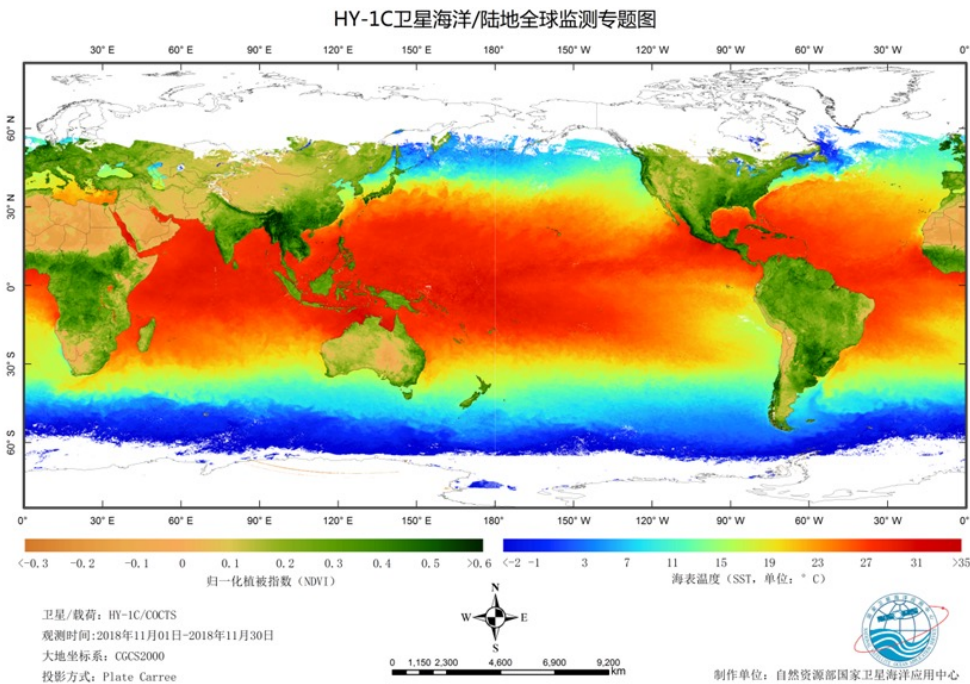 HY-1C卫星海洋/陆地全球监测专题图
30° E 60° E 90° E 120° E 150° E 180° 150° W 120° W 90° W 60° W 30° W 0°
60° N
30° N
0°
30° S
60° S
0° 30° E 60° E 90° E 120° E 150° E 180° 150° W 120° W 90° W 60° W 30° W 0°
<-0.3 -0.2 -0.1 0 0.1 0.2 0.3 0.4 0.5 >0.6
<-2 -1 3 7 11 15 19 23 27 31 >35
归一化植被指数（NDVI）
海表温度（SST，单位：° C）
卫星/载荷：HY-1C/COCTS
观测时间:2018年11月01日-2018年11月30日
大地坐标系：CGCS2000
投影方式：Plate Carree
N
W E
S
0 1,150 2,300 4,600 6,900 9,200
km
制作单位：自然资源部国家卫星海洋应用中心